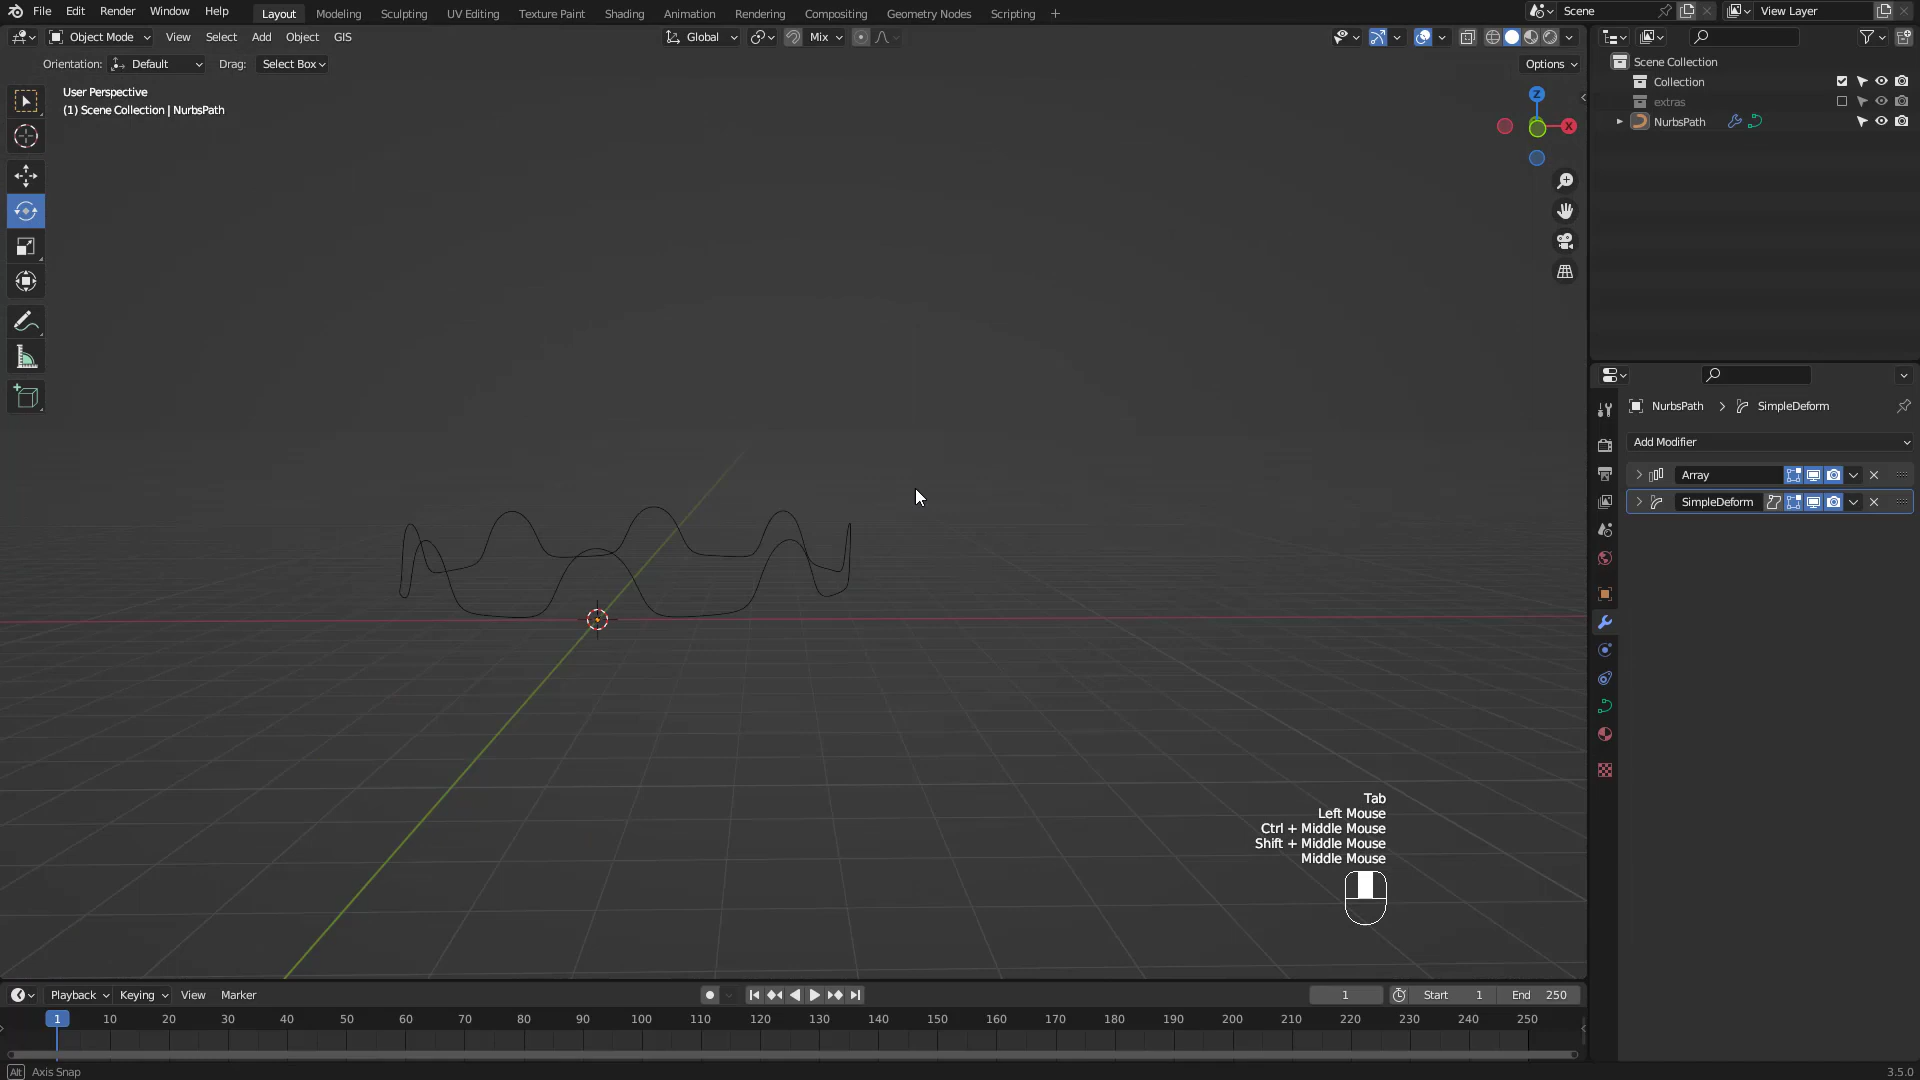 File Edit Render Window Help Layout Modeling Sculpting UV Editing Texture Paint Shading Animation Rendering Compositing Geometry Nodes Scripting + Scene View Layer
Object Mode View Select Add Object GIS Global Mix
Orientation: Default Drag: Select Box Options
User Perspective
(1) Scene Collection | NurbsPath
Z
X
Scene Collection
Collection
extras
NurbsPath
NurbsPath > SimpleDeform
Add Modifier
Array
SimpleDeform
Tab
Left Mouse
Ctrl + Middle Mouse
Shift + Middle Mouse
Middle Mouse
Playback Keying View Marker 1 Start 1 End 250
1 10 20 30 40 50 60 70 80 90 100 110 120 130 140 150 160 170 180 190 200 210 220 230 240 250
Alt Axis Snap 3.5.0